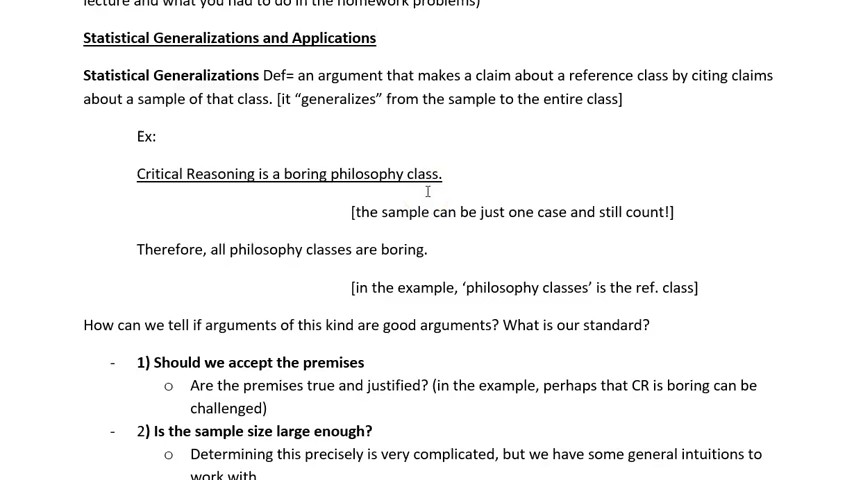 lecture and what you had to do in the homework problems)
Statistical Generalizations and Applications
Statistical Generalizations Def= an argument that makes a claim about a reference class by citing claims
about a sample of that class. [it “generalizes” from the sample to the entire class]
Ex:
Critical Reasoning is a boring philosophy class.
[the sample can be just one case and still count!]
Therefore, all philosophy classes are boring.
[in the example, ‘philosophy classes’ is the ref. class]
How can we tell if arguments of this kind are good arguments? What is our standard?
- 1) Should we accept the premises
o Are the premises true and justified? (in the example, perhaps that CR is boring can be
challenged)
- 2) Is the sample size large enough?
o Determining this precisely is very complicated, but we have some general intuitions to
work with